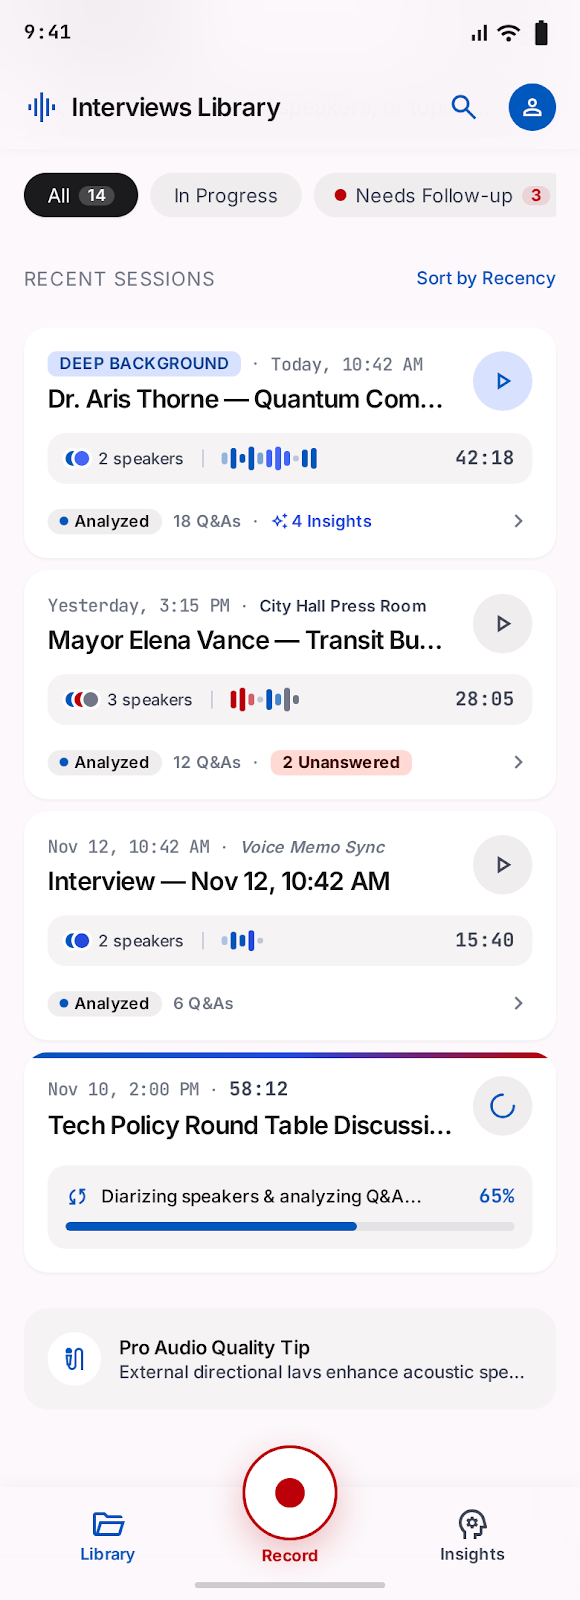 9:41
Interviews Library
All 14
In Progress
Needs Follow-up 3
RECENT SESSIONS
Sort by Recency
DEEP BACKGROUND · Today, 10:42 AM
Dr. Aris Thorne — Quantum Com...
2 speakers
42:18
Analyzed 18 Q&As · 4 Insights
Yesterday, 3:15 PM · City Hall Press Room
Mayor Elena Vance — Transit Bu...
3 speakers
28:05
Analyzed 12 Q&As · 2 Unanswered
Nov 12, 10:42 AM · Voice Memo Sync
Interview — Nov 12, 10:42 AM
2 speakers
15:40
Analyzed 6 Q&As
Nov 10, 2:00 PM · 58:12
Tech Policy Round Table Discussi...
Diarizing speakers & analyzing Q&A...
65%
Pro Audio Quality Tip
External directional lavs enhance acoustic spe...
Library
Record
Insights